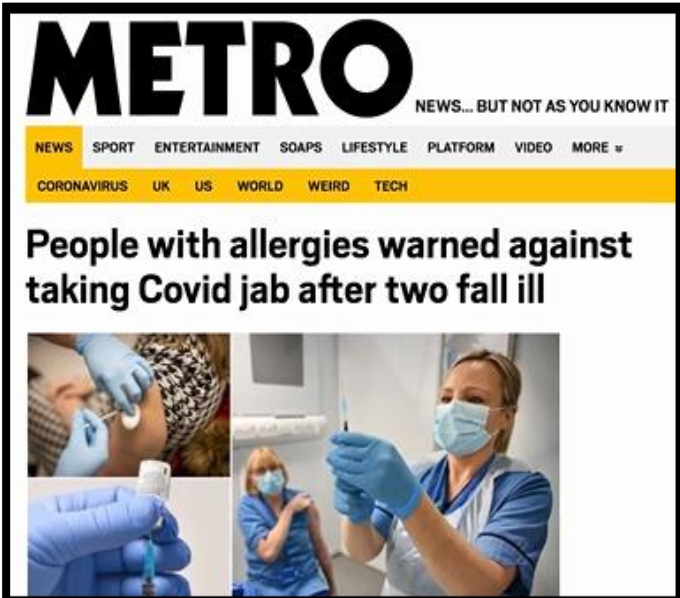 METRO
NEWS... BUT NOT AS YOU KNOW IT
NEWS SPORT ENTERTAINMENT SOAPS LIFESTYLE PLATFORM VIDEO MORE
CORONAVIRUS UK US WORLD WEIRD TECH
People with allergies warned against
taking Covid jab after two fall ill